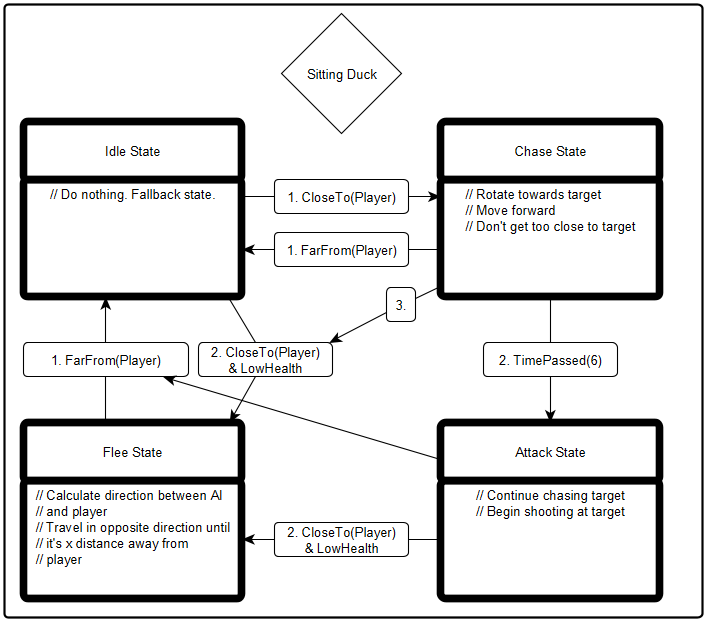 Sitting Duck
Idle State
// Do nothing. Fallback state.
1. CloseTo(Player)
1. FarFrom(Player)
Chase State
// Rotate towards target
// Move forward
// Don't get too close to target
3.
1. FarFrom(Player)
2. CloseTo(Player)
& LowHealth
2. TimePassed(6)
Flee State
// Calculate direction between AI
// and player
// Travel in opposite direction until
// it's x distance away from
// player
2. CloseTo(Player)
& LowHealth
Attack State
// Continue chasing target
// Begin shooting at target